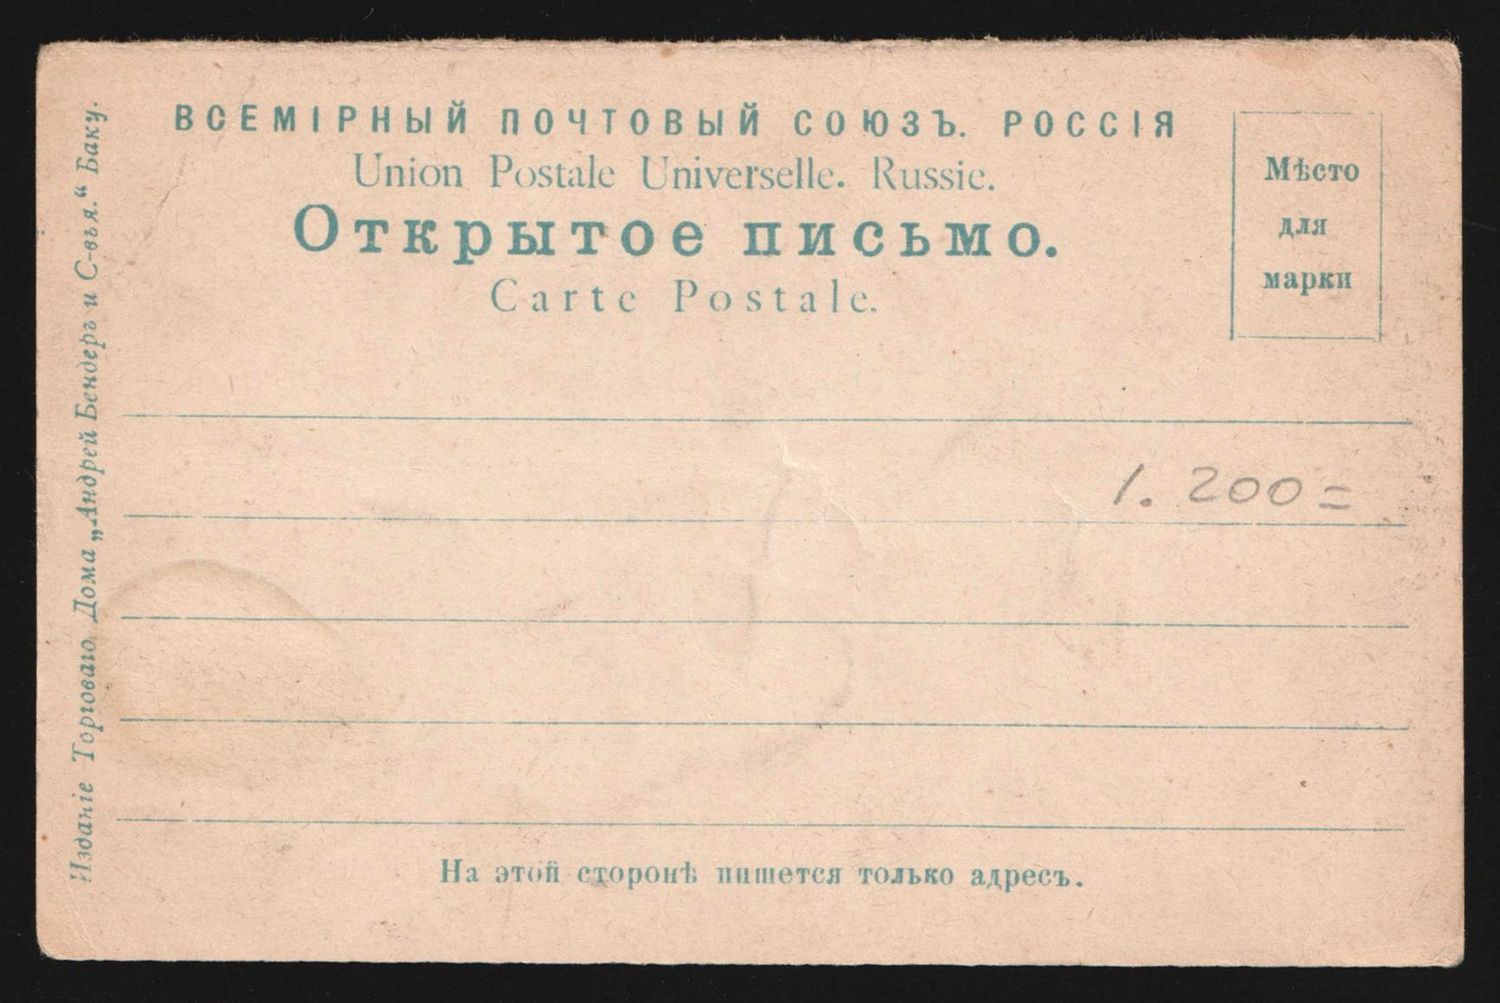 ВСЕМІРНЫЙ ПОЧТОВЫЙ СОЮЗЪ. РОССІЯ
Union Postale Universelle. Russie.
Открытое письмо.
Carte Postale.
Мѣсто
для
марки
1. 200=
На этой сторонѣ пишется только адресъ.
Изданіе Торговаго Дома „Андрей Бендеръ и С-вья.“ Баку.